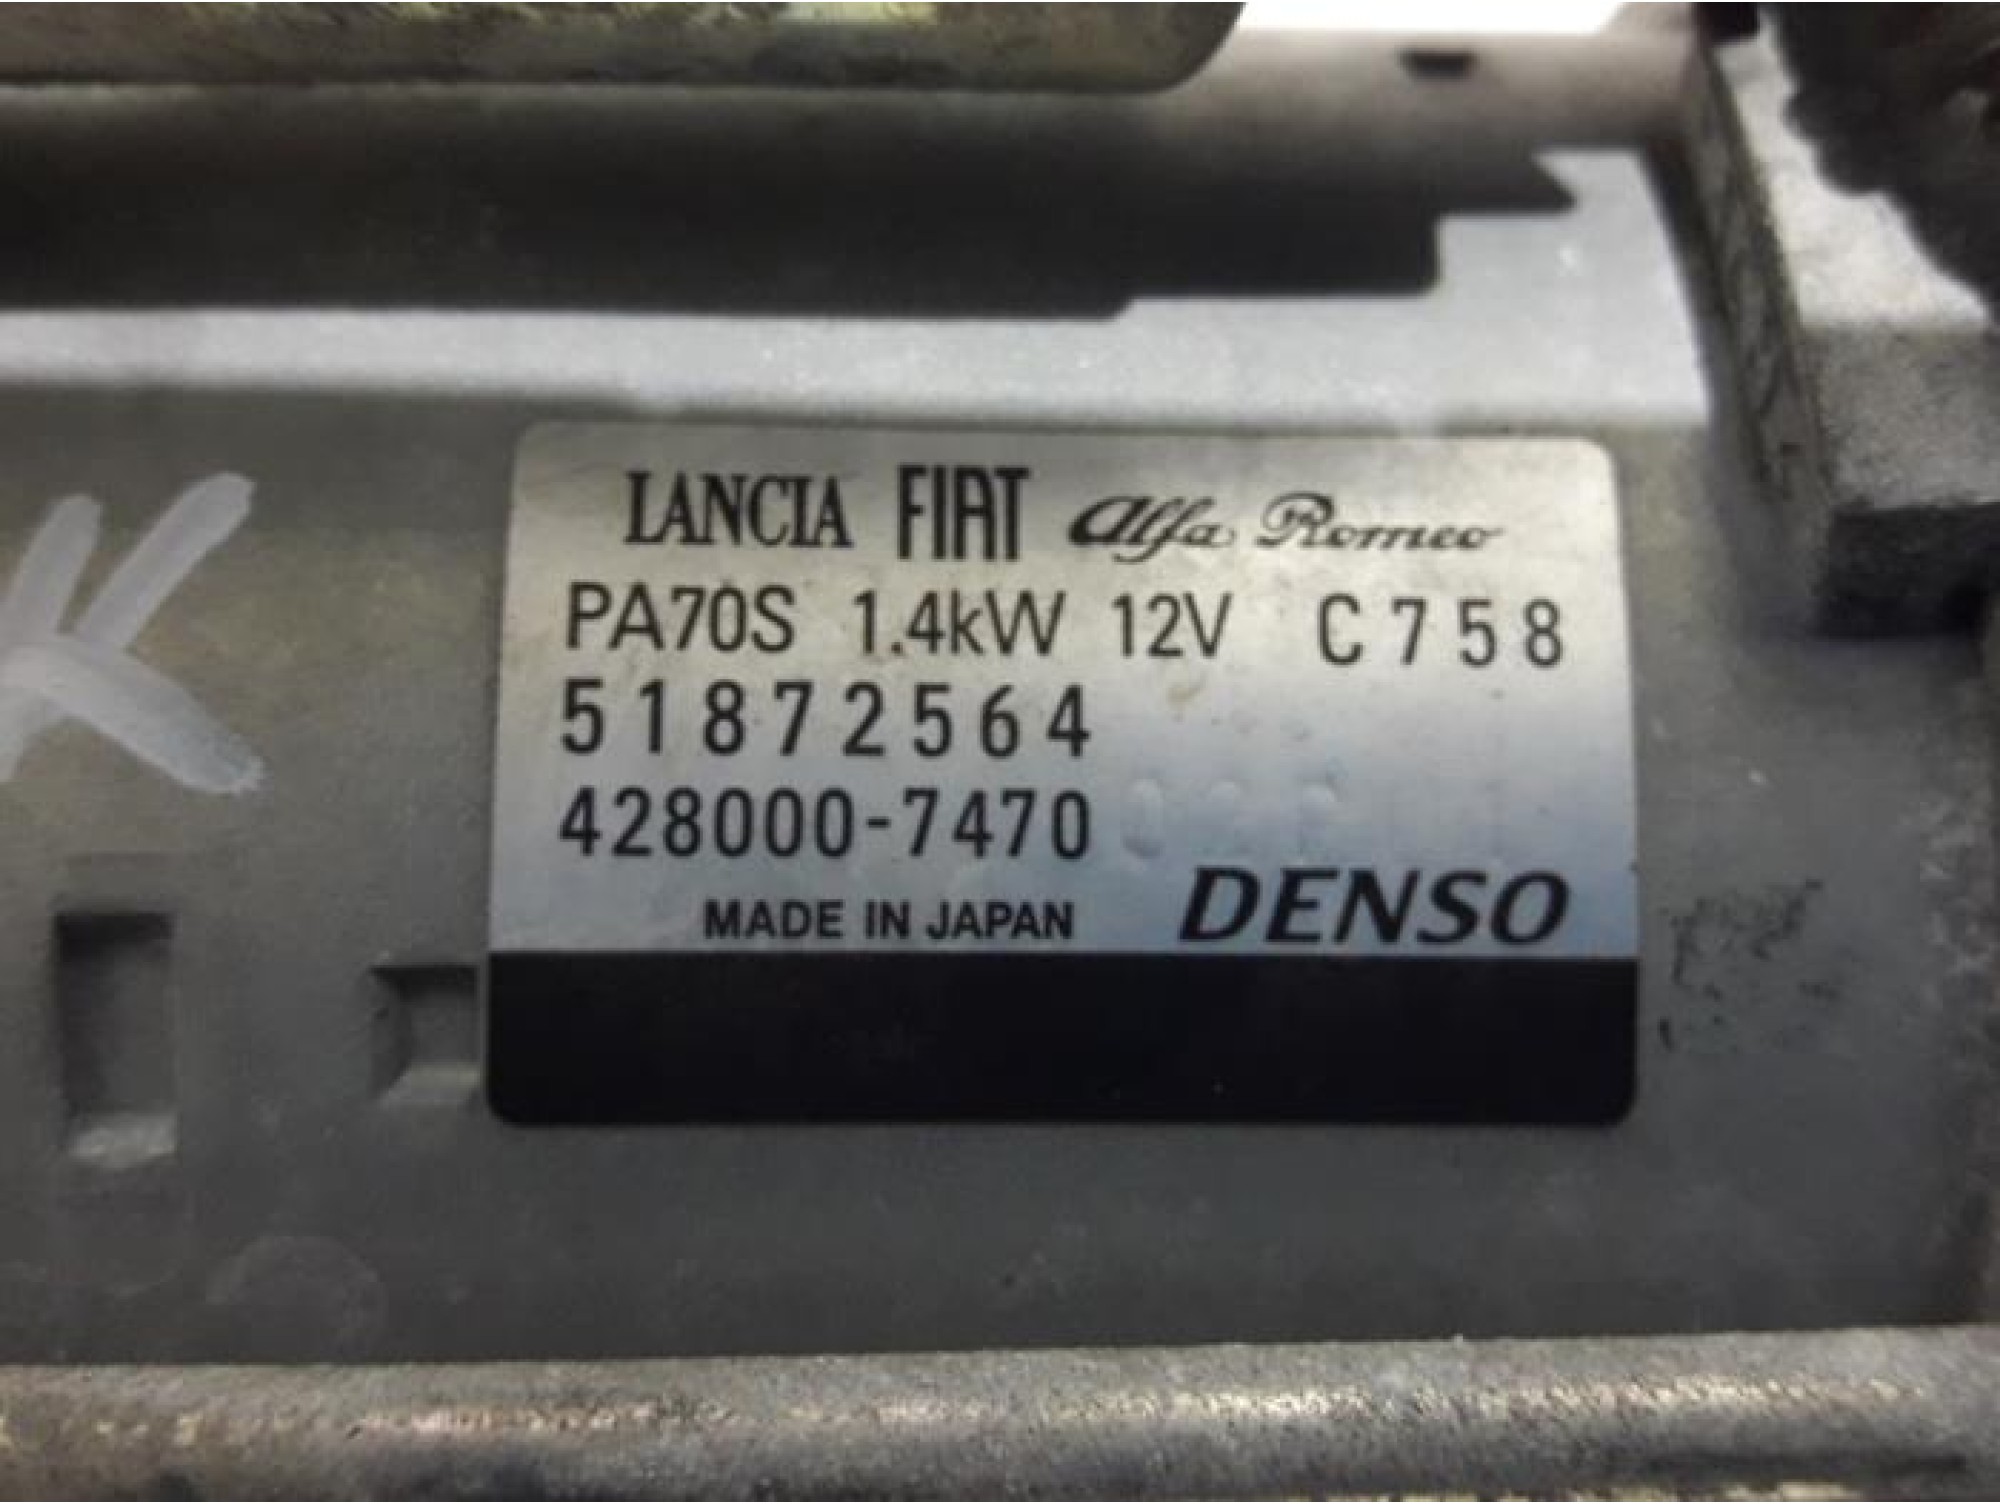 LANCIA FIAT Alfa Romeo
PA70S 1.4kW 12V C758
51872564
428000-7470
MADE IN JAPAN DENSO
K